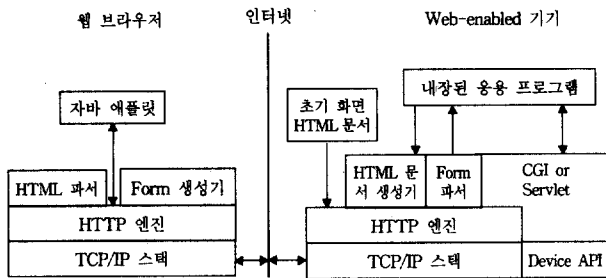 웹 브라우저
인터넷
Web-enabled 기기
자바 애플릿
초기 화면
HTML 문서
내장된 응용 프로그램
HTML 파서
Form 생성기
HTML 문
서 생성기
Form
파서
CGI or
Servlet
HTTP 엔진
HTTP 엔진
TCP/IP 스택
TCP/IP 스택
Device API